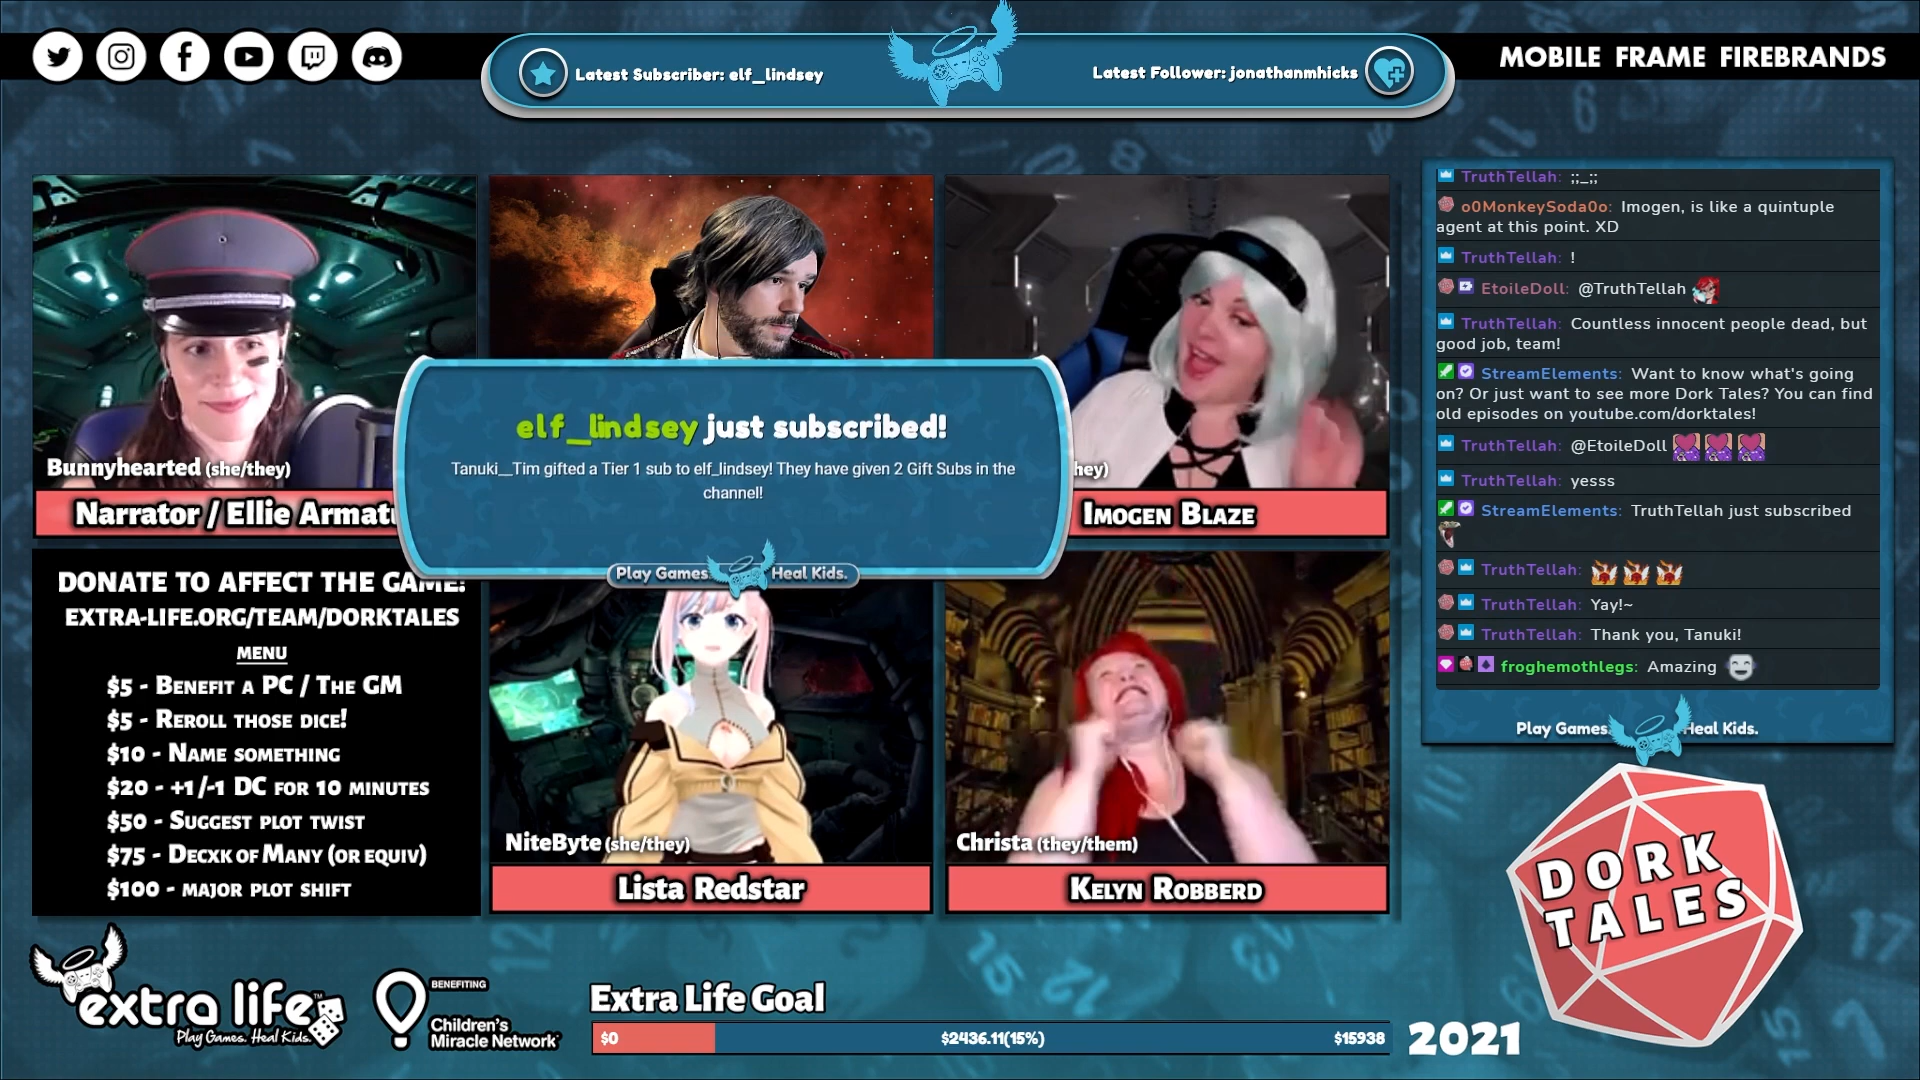 Latest Subscriber: elf_lindsey
Latest Follower: jonathanmhicks
MOBILE FRAME FIREBRANDS
Bunnyhearted (she/they)
Narrator / Ellie Armat
hey)
IMOGEN BLAZE
elf_lindsey just subscribed!
Tanuki__Tim gifted a Tier 1 sub to elf_lindsey! They have given 2 Gift Subs in the
channel!
Play Games. Heal Kids.
DONATE TO AFFECT THE GAME!
EXTRA-LIFE.ORG/TEAM/DORKTALES
MENU
$5 - BENEFIT A PC / THE GM
$5 - REROLL THOSE DICE!
$10 - NAME SOMETHING
$20 - +1/-1 DC FOR 10 MINUTES
$50 - SUGGEST PLOT TWIST
$75 - DECXK OF MANY (OR EQUIV)
$100 - MAJOR PLOT SHIFT
NiteByte (she/they)
Lista Redstar
Christa (they/them)
KELYN ROBBERD
TruthTellah: ;;_;;
o0MonkeySoda0o: Imogen, is like a quintuple
agent at this point. XD
TruthTellah: !
EtoileDoll: @TruthTellah
TruthTellah: Countless innocent people dead, but
good job, team!
StreamElements: Want to know what's going
on? Or just want to see more Dork Tales? You can find
old episodes on youtube.com/dorktales!
TruthTellah: @EtoileDoll
TruthTellah: yesss
StreamElements: TruthTellah just subscribed
TruthTellah:
TruthTellah: Yay!~
TruthTellah: Thank you, Tanuki!
froghemothlegs: Amazing
Play Games. Heal Kids.
DORK
TALES
extra life™
Play Games. Heal Kids.
BENEFITING
Children's
Miracle Network
Extra Life Goal
$0
$2436.11(15%)
$15938
2021